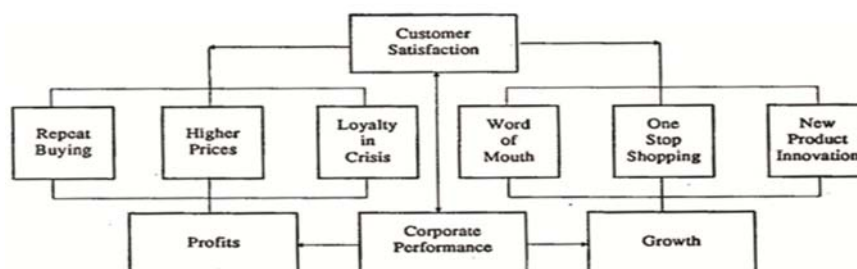 Customer
Satisfaction
Repeat
Buying
Higher
Prices
Loyalty
in
Crisis
Word
of
Mouth
One
Stop
Shopping
New
Product
Innovation
Profits
Corporate
Performance
Growth